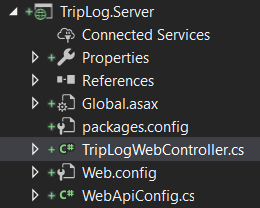 TripLog.Server
Connected Services
Properties
References
Global.asax
packages.config
C# TripLogWebController.cs
Web.config
C# WebApiConfig.cs